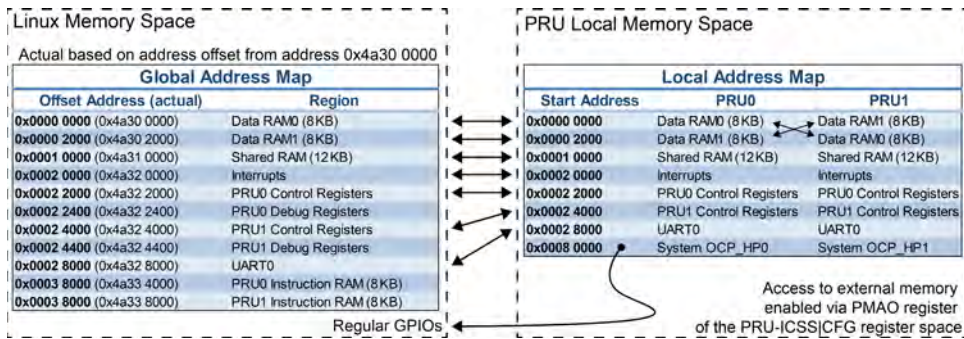 Linux Memory Space
Actual based on address offset from address 0x4a30 0000
Global Address Map
Offset Address (actual) Region
0x0000 0000 (0x4a30 0000) Data RAM0 (8KB)
0x0000 2000 (0x4a30 2000) Data RAM1 (8KB)
0x0001 0000 (0x4a31 0000) Shared RAM (12KB)
0x0002 0000 (0x4a32 0000) Interrupts
0x0002 2000 (0x4a32 2000) PRU0 Control Registers
0x0002 2400 (0x4a32 2400) PRU0 Debug Registers
0x0002 4000 (0x4a32 4000) PRU1 Control Registers
0x0002 4400 (0x4a32 4400) PRU1 Debug Registers
0x0002 8000 (0x4a32 8000) UART0
0x0003 8000 (0x4a33 4000) PRU0 Instruction RAM (8KB)
0x0003 8000 (0x4a33 8000) PRU1 Instruction RAM (8KB)
Regular GPIOs
PRU Local Memory Space
Local Address Map
Start Address PRU0 PRU1
0x0000 0000 Data RAM0 (8KB) Data RAM1 (8KB)
0x0000 2000 Data RAM1 (8KB) Data RAM0 (8KB)
0x0001 0000 Shared RAM (12KB) Shared RAM (12KB)
0x0002 0000 Interrupts Interrupts
0x0002 2000 PRU0 Control Registers PRU0 Control Registers
0x0002 4000 PRU1 Control Registers PRU1 Control Registers
0x0002 8000 UART0 UART0
0x0008 0000 System OCP_HP0 System OCP_HP1
Access to external memory
enabled via PMAO register
of the PRU-ICSS|CFG register space